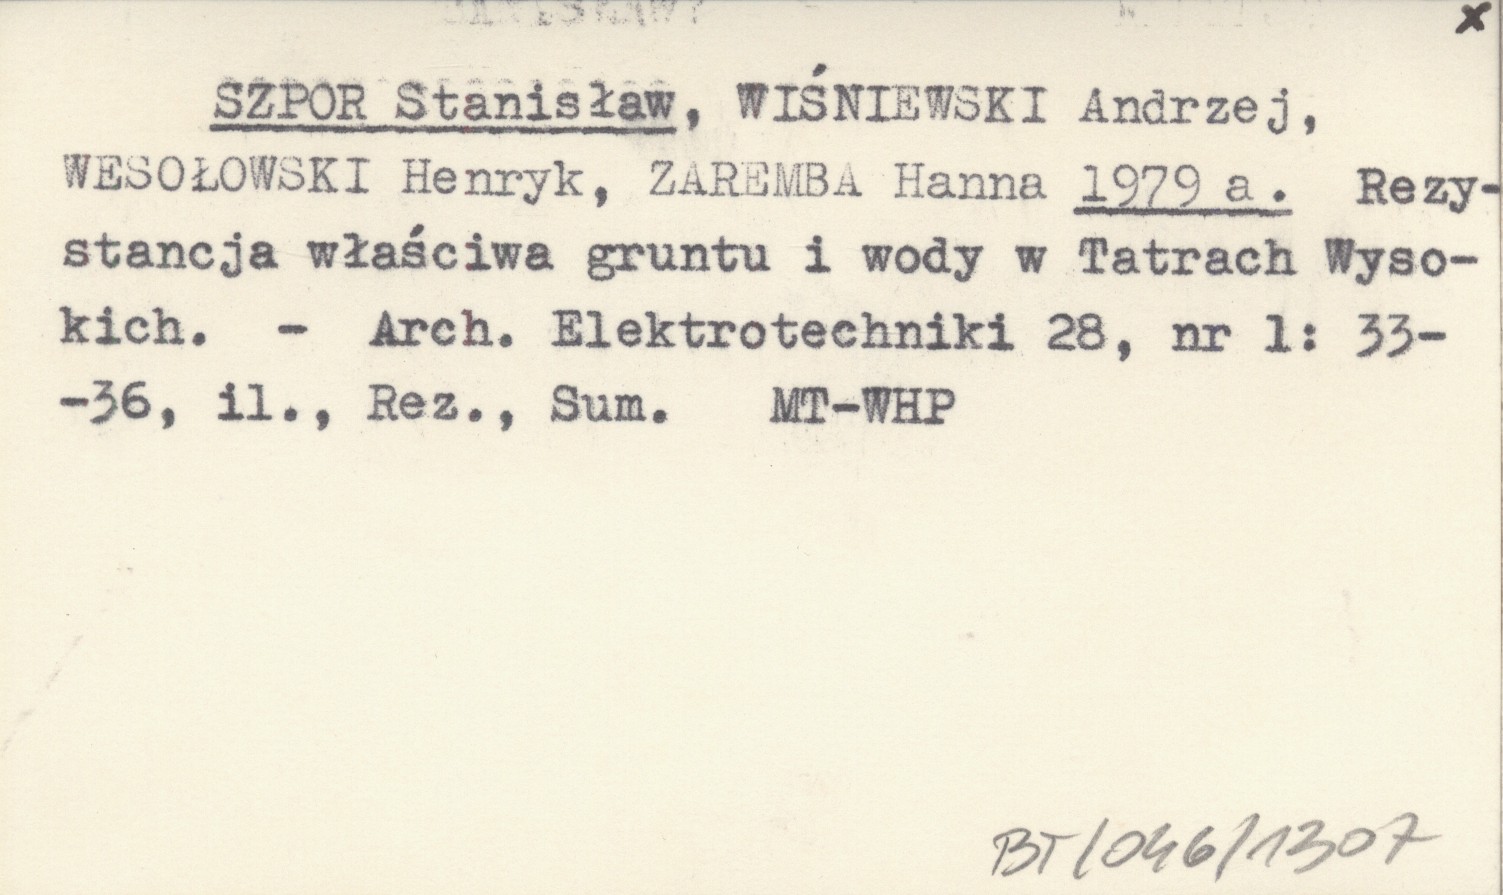 x
SZPOR Stanisław, WIŚNIEWSKI Andrzej,
WESOŁOWSKI Henryk, ZAREMBA Hanna 1979 a. Rezy-
stancja właściwa gruntu i wody w Tatrach Wyso-
kich. - Arch. Elektrotechniki 28, nr 1: 33-
-36, il., Rez., Sum. MT-WHP
BT/046/1307